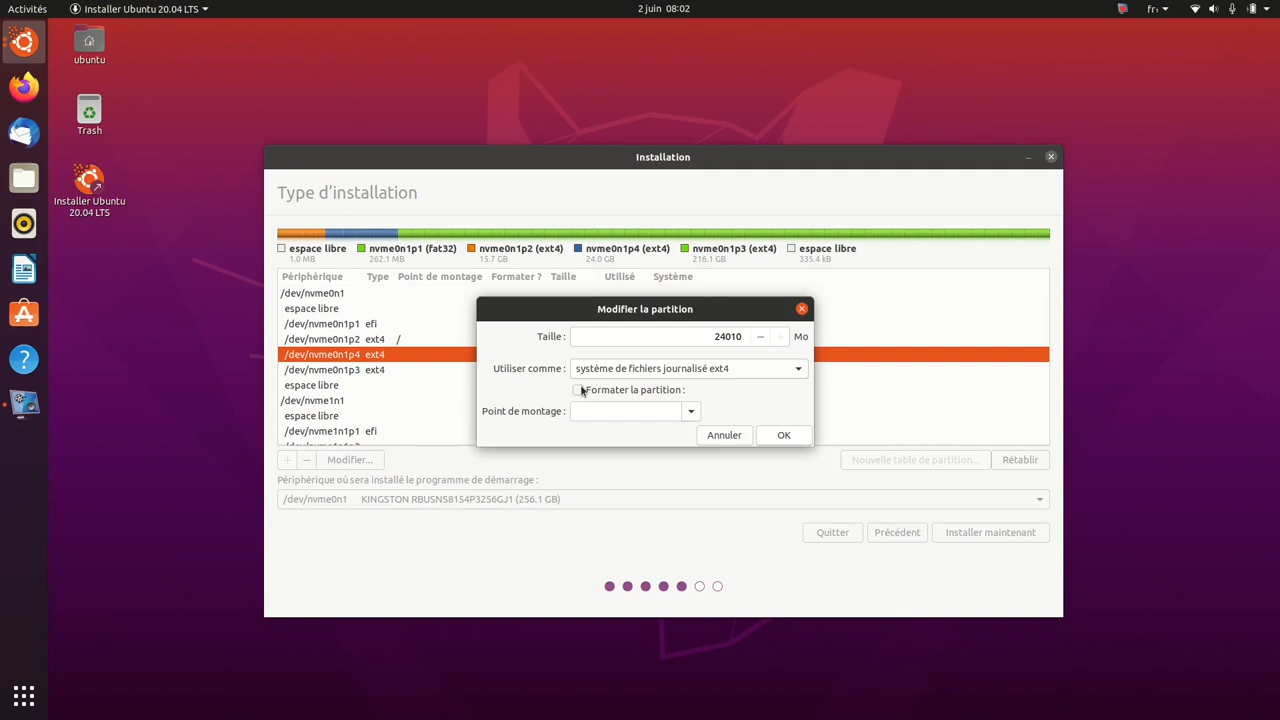 Activités
Installer Ubuntu 20.04 LTS
2 juin 08:02
fr₁
ubuntu
Trash
Installer Ubuntu
20.04 LTS
Installation
Type d’installation
espace libre
1.0 MB
nvme0n1p1 (fat32)
262.1 MB
nvme0n1p2 (ext4)
15.7 GB
nvme0n1p4 (ext4)
24.0 GB
nvme0n1p3 (ext4)
216.1 GB
espace libre
335.4 kB
Périphérique Type Point de montage Formater ? Taille Utilisé Système
/dev/nvme0n1
espace libre
/dev/nvme0n1p1 efi
/dev/nvme0n1p2 ext4 /
/dev/nvme0n1p4 ext4
/dev/nvme0n1p3 ext4
espace libre
/dev/nvme1n1
espace libre
/dev/nvme1n1p1 efi
/dev/nvme1n1p2
Modifier la partition
Taille : 24010 Mo
Utiliser comme : système de fichiers journalisé ext4
Formater la partition :
Point de montage :
Annuler OK
+ − Modifier...
Nouvelle table de partition... Rétablir
Périphérique où sera installé le programme de démarrage :
/dev/nvme0n1 KINGSTON RBUSNS8154P3256GJ1 (256.1 GB)
Quitter Précédent Installer maintenant